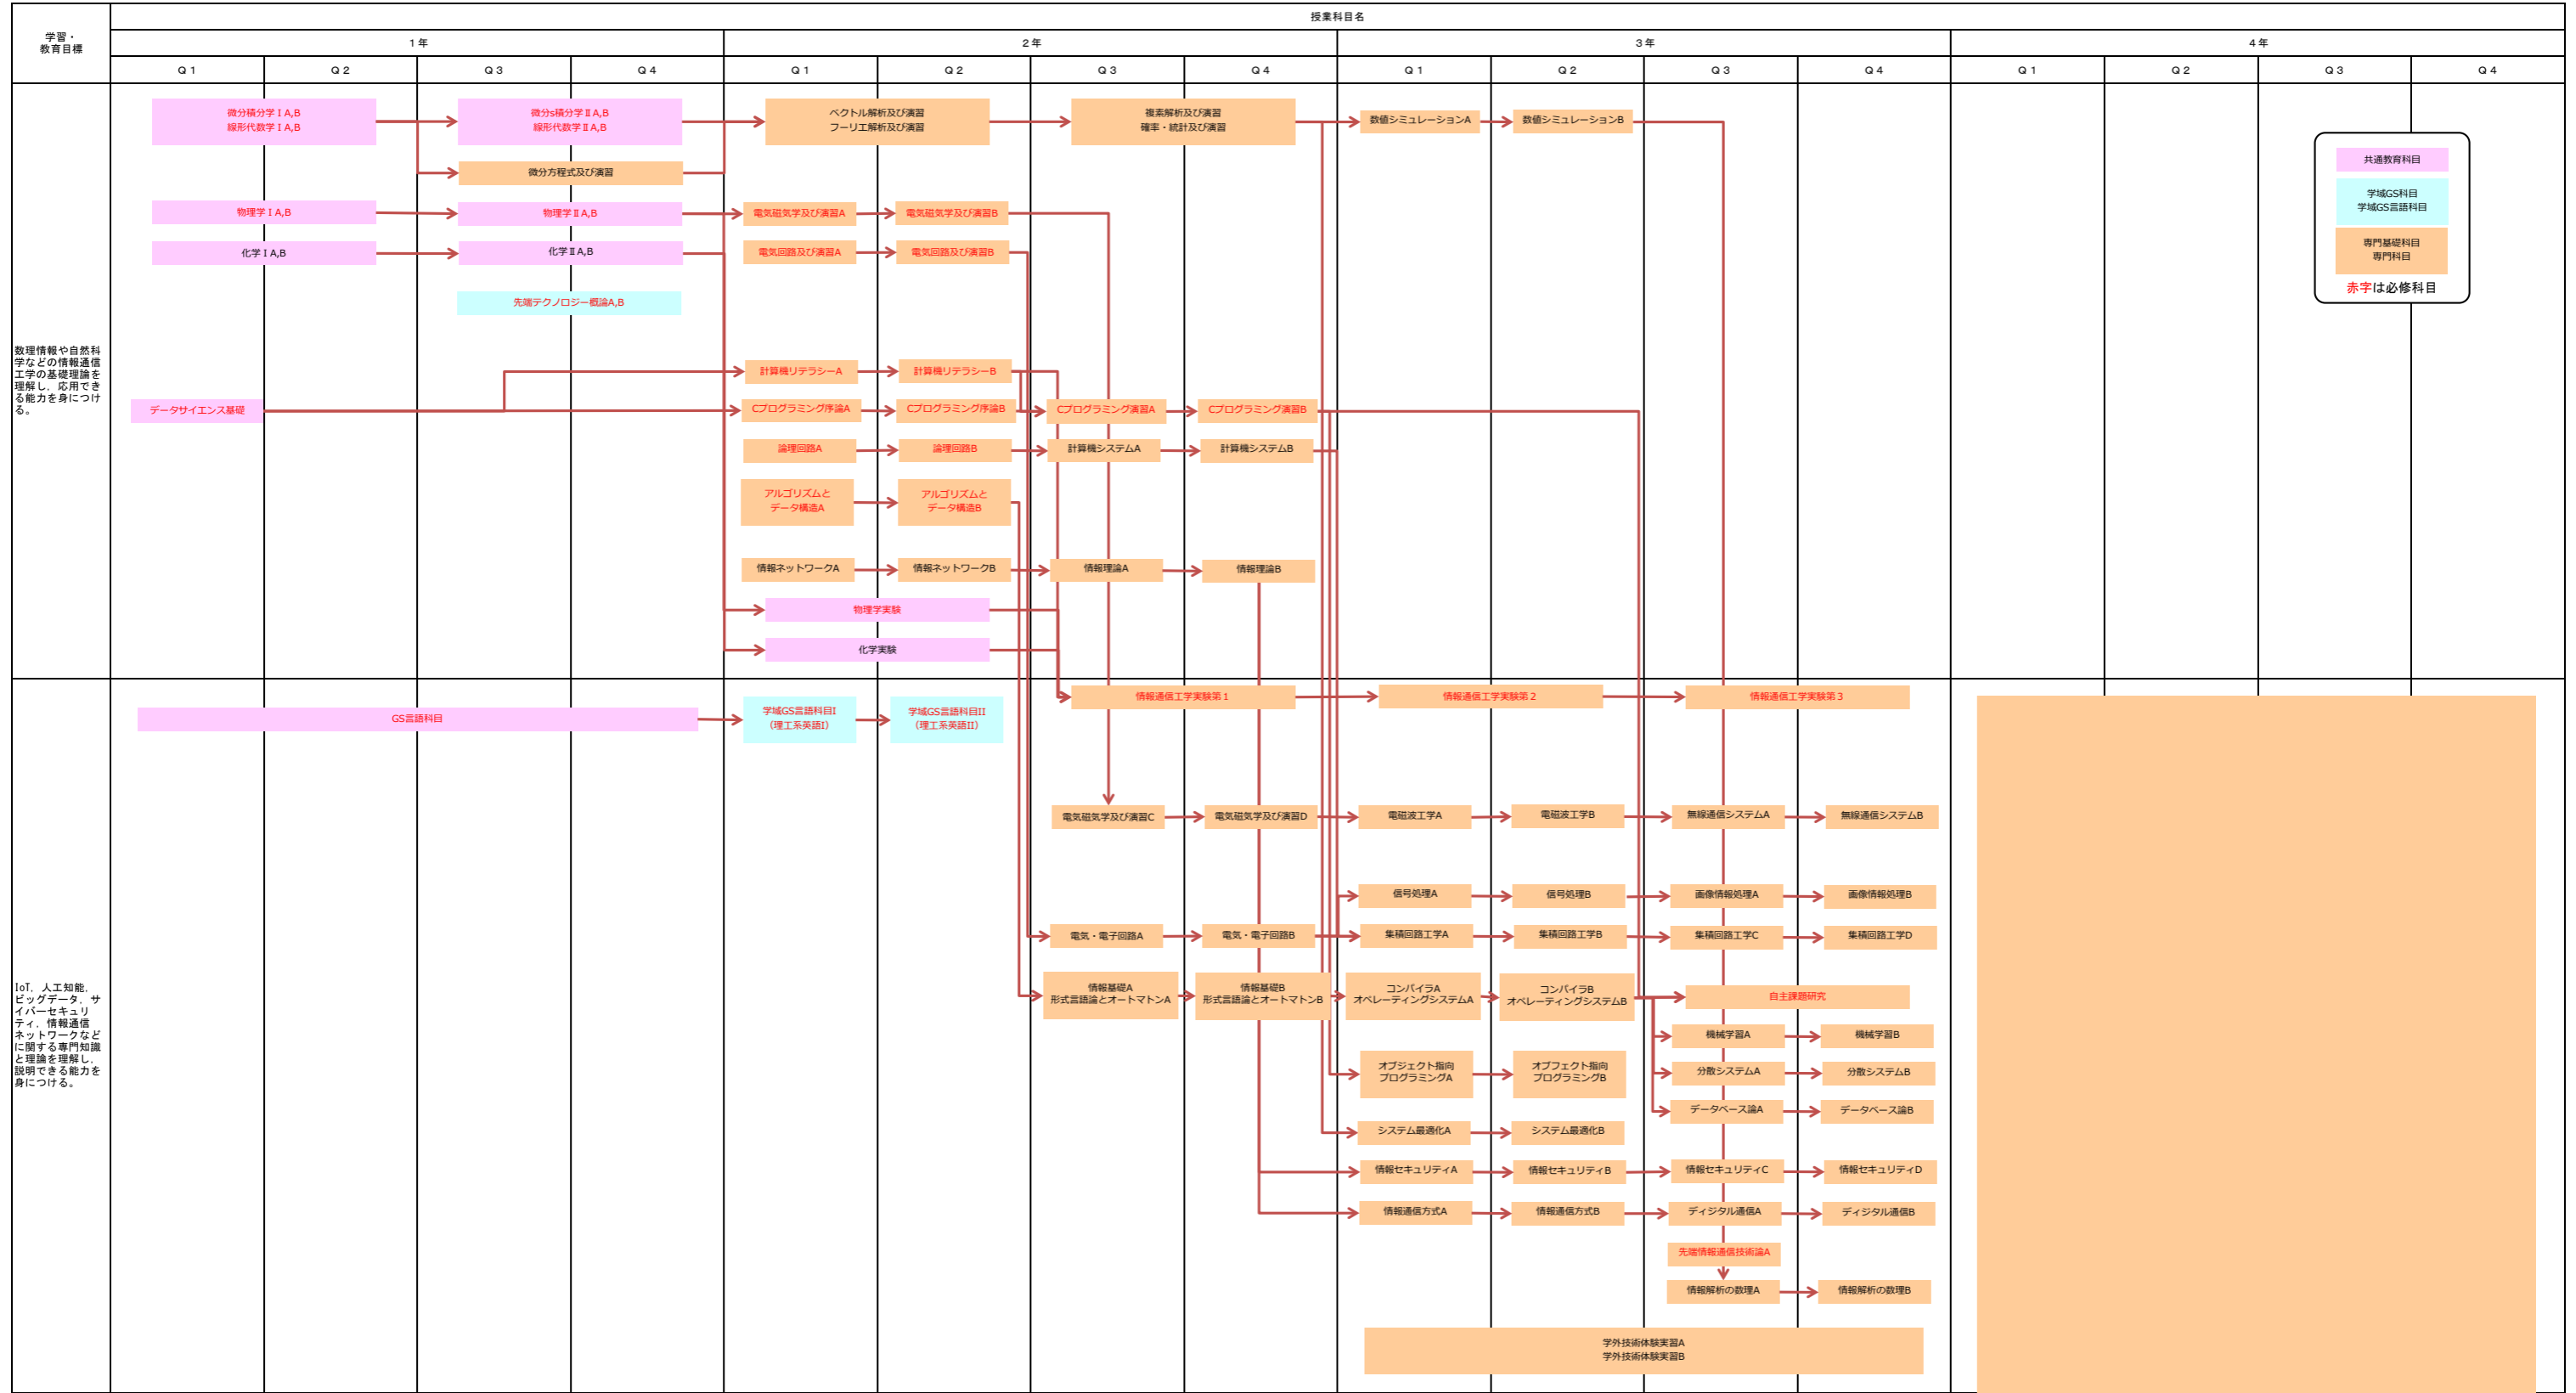 学習・
教育目標
授業科目名
1 年
2 年
3 年
4 年
Q 1
Q 2
Q 3
Q 4
Q 1
Q 2
Q 3
Q 4
Q 1
Q 2
Q 3
Q 4
Q 1
Q 2
Q 3
Q 4
数理情報や自然科
学などの情報通信
工学の基礎理論を
理解し，応用でき
る能力を身につけ
る。
微分積分学ⅠA,B
線形代数学ⅠA,B
微分s積分学ⅡA,B
線形代数学ⅡA,B
ベクトル解析及び演習
フーリエ解析及び演習
複素解析及び演習
確率・統計及び演習
数値シミュレーションA
数値シミュレーションB
共通教育科目
学域GS科目
学域GS言語科目
専門基礎科目
専門科目
赤字は必修科目
微分方程式及び演習
物理学ⅠA,B
物理学ⅡA,B
電気磁気学及び演習A
電気磁気学及び演習B
化学ⅠA,B
化学ⅡA,B
電気回路及び演習A
電気回路及び演習B
先端テクノロジー概論A,B
計算機リテラシーA
計算機リテラシーB
データサイエンス基礎
Cプログラミング序論A
Cプログラミング序論B
Cプログラミング演習A
Cプログラミング演習B
論理回路A
論理回路B
計算機システムA
計算機システムB
アルゴリズムと
データ構造A
アルゴリズムと
データ構造B
情報ネットワークA
情報ネットワークB
情報理論A
情報理論B
物理学実験
化学実験
IoT，人工知能，
ビッグデータ，サ
イバーセキュリ
ティ，情報通信
ネットワークなど
に関する専門知識
と理論を理解し，
説明できる能力を
身につける。
情報通信工学実験第１
情報通信工学実験第２
情報通信工学実験第３
GS言語科目
学域GS言語科目I
（理工系英語I）
学域GS言語科目II
（理工系英語II）
電気磁気学及び演習C
電気磁気学及び演習D
電磁波工学A
電磁波工学B
無線通信システムA
無線通信システムB
信号処理A
信号処理B
画像情報処理A
画像情報処理B
電気・電子回路A
電気・電子回路B
集積回路工学A
集積回路工学B
集積回路工学C
集積回路工学D
情報基礎A
形式言語論とオートマトンA
情報基礎B
形式言語論とオートマトンB
コンパイラA
オペレーティングシステムA
コンパイラB
オペレーティングシステムB
自主課題研究
機械学習A
機械学習B
オブジェクト指向
プログラミングA
オブフェクト指向
プログラミングB
分散システムA
分散システムB
データベース論A
データベース論B
システム最適化A
システム最適化B
情報セキュリティA
情報セキュリティB
情報セキュリティC
情報セキュリティD
情報通信方式A
情報通信方式B
ディジタル通信A
ディジタル通信B
先端情報通信技術論A
情報解析の数理A
情報解析の数理B
学外技術体験実習A
学外技術体験実習B